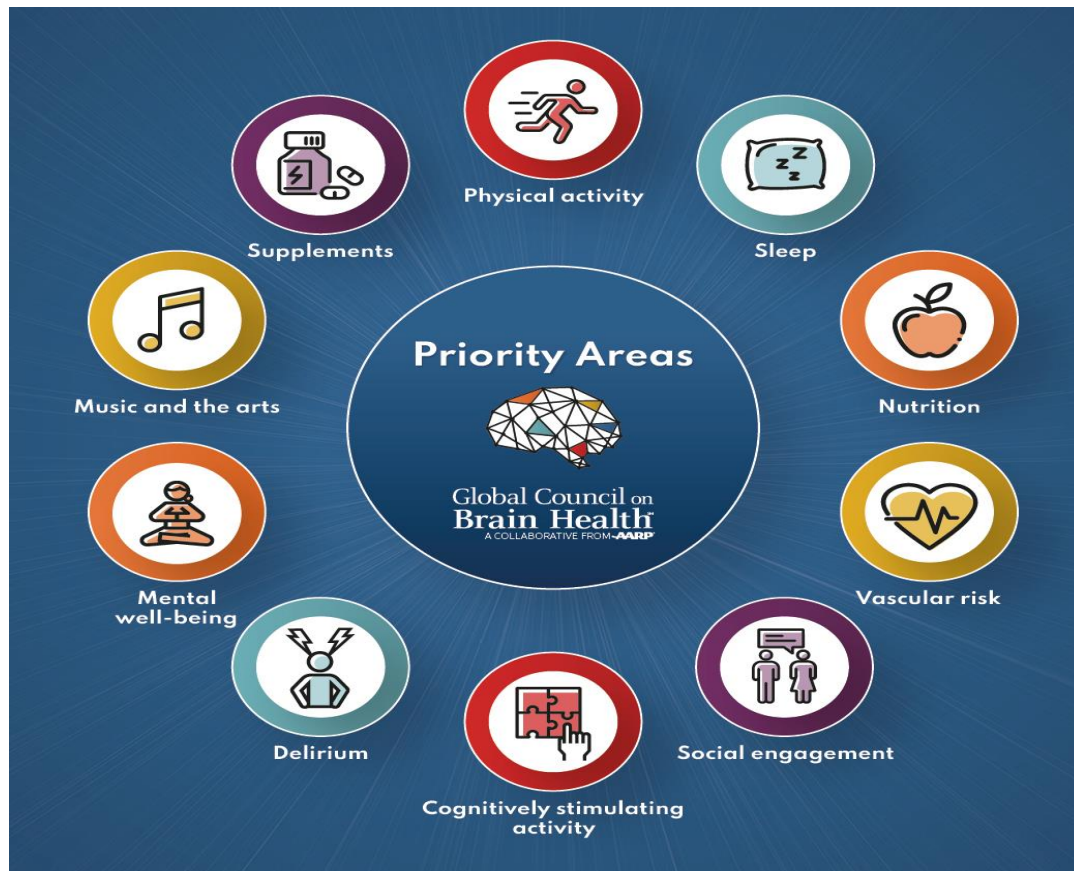 Physical activity
Sleep
Nutrition
Vascular risk
Social engagement
Cognitively stimulating
activity
Delirium
Mental
well-being
Music and the arts
Supplements
Priority Areas
Global Council on
Brain Health™
A COLLABORATIVE FROM AARP®
z z z